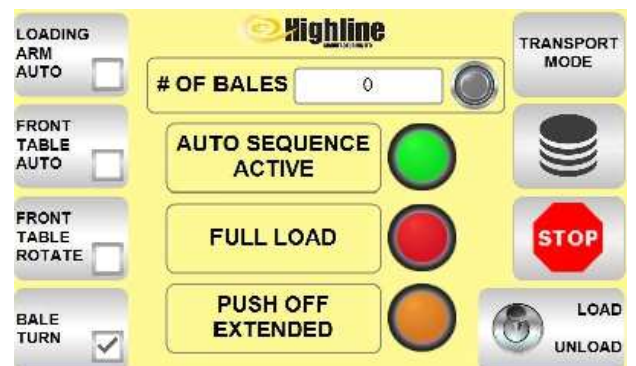 LOADING
ARM
AUTO
Highline
# OF BALES
0
TRANSPORT
MODE
FRONT
TABLE
AUTO
AUTO SEQUENCE
ACTIVE
FRONT
TABLE
ROTATE
FULL LOAD
STOP
BALE
TURN
PUSH OFF
EXTENDED
LOAD
UNLOAD